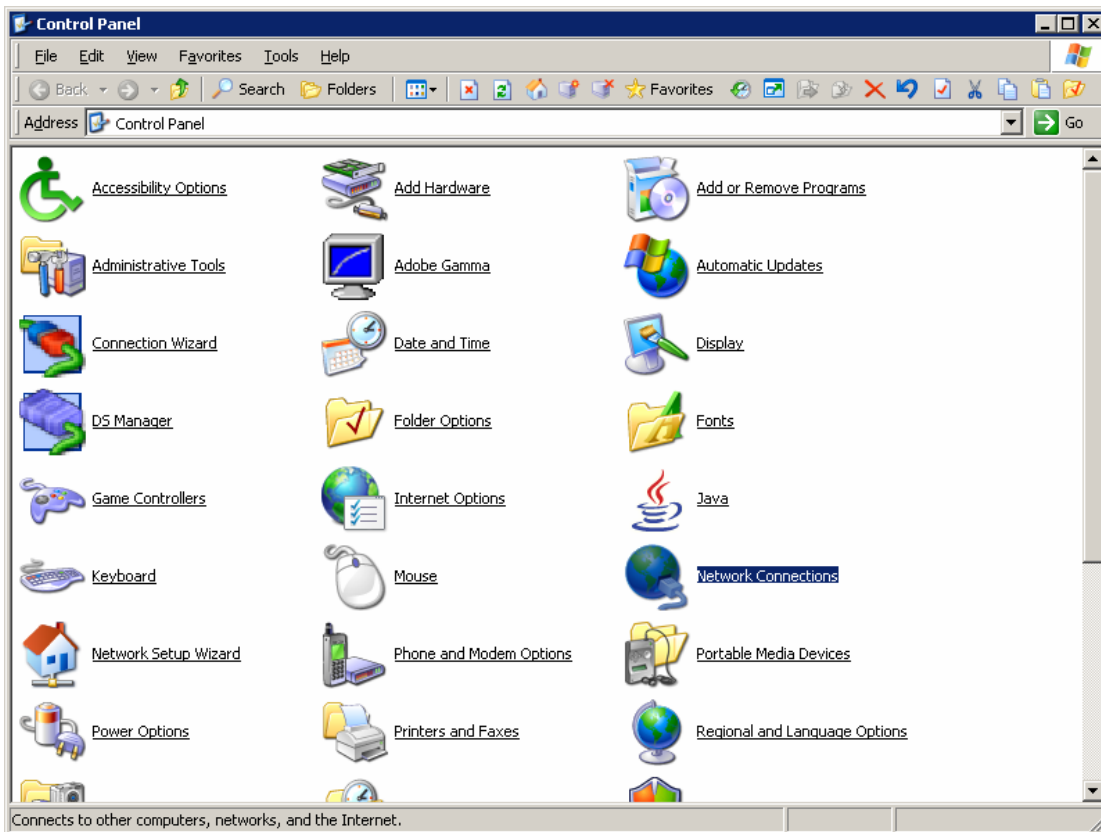 Control Panel
File Edit View Favorites Tools Help
Back Search Folders Favorites
Address Control Panel Go
Accessibility Options Add Hardware Add or Remove Programs
Administrative Tools Adobe Gamma Automatic Updates
Connection Wizard Date and Time Display
DS Manager Folder Options Fonts
Game Controllers Internet Options Java
Keyboard Mouse Network Connections
Network Setup Wizard Phone and Modem Options Portable Media Devices
Power Options Printers and Faxes Regional and Language Options
Connects to other computers, networks, and the Internet.